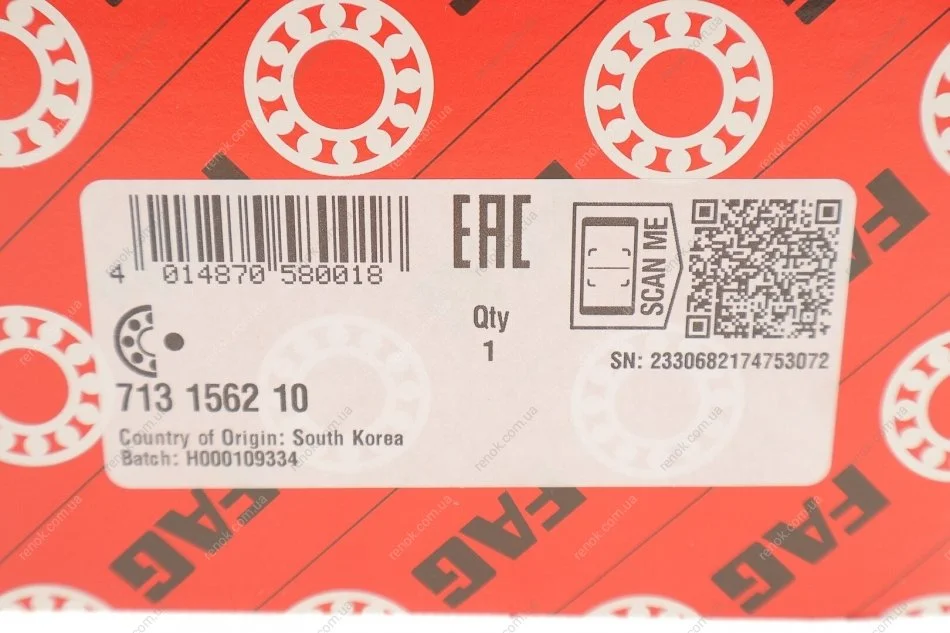 4 014870 580018
EAC
SCAN ME
Qty
1
SN: 2330682174753072
713 1562 10
Country of Origin: South Korea
Batch: H000109334
FAG
FAG
FAG
FAG
FAG
renok.com.ua